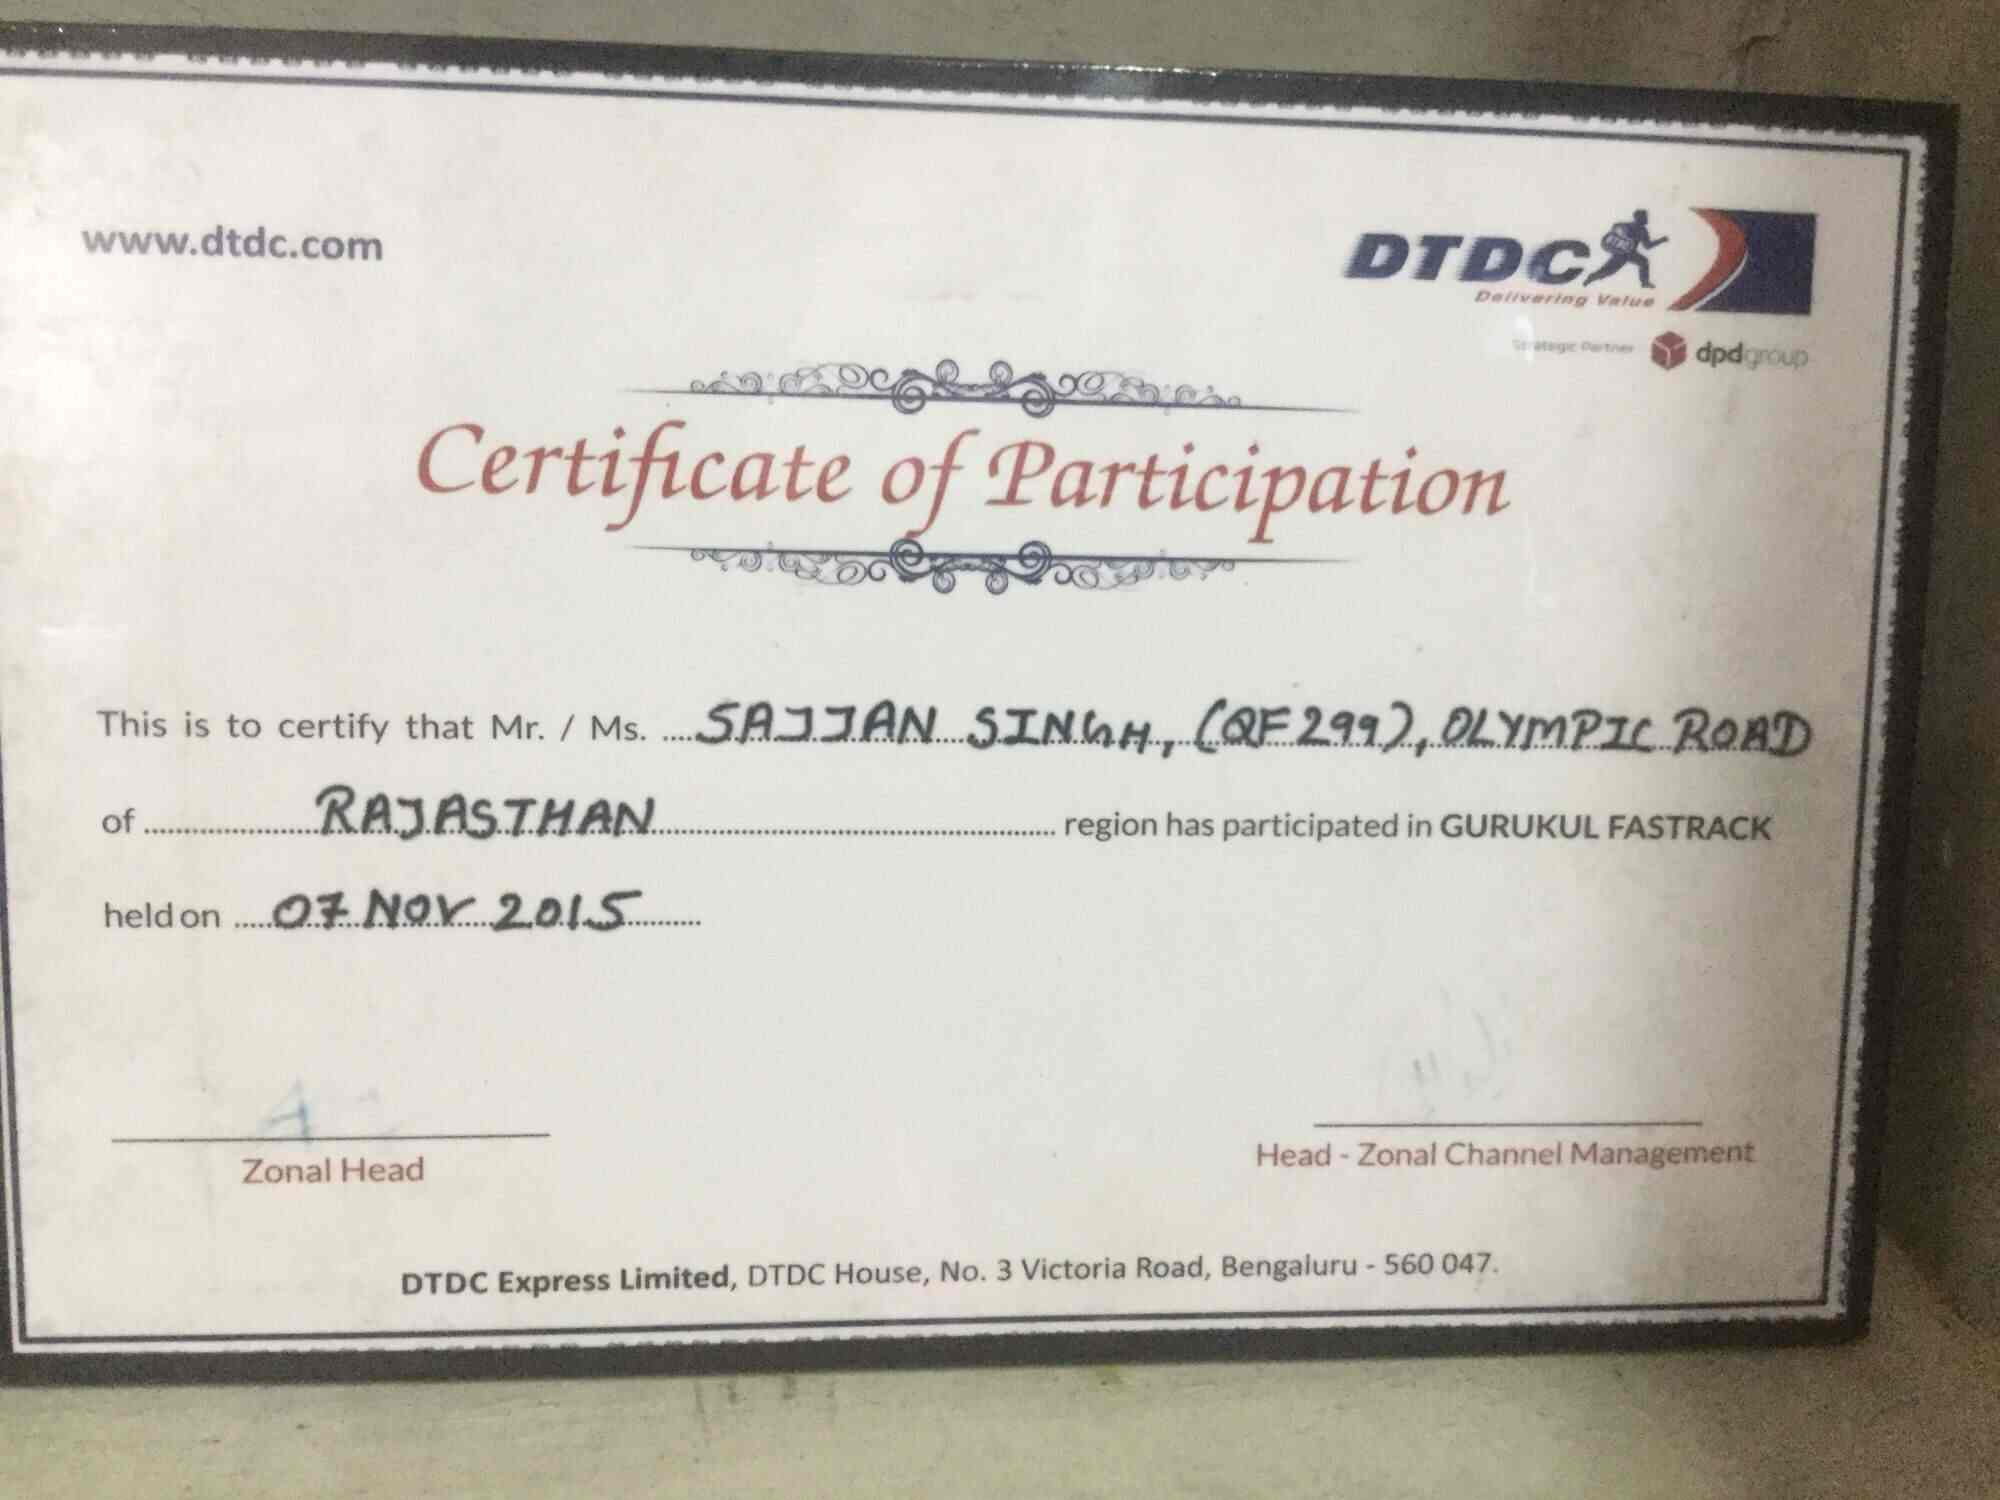 www.dtdc.com
DTDC
Delivering Value
Strategic Partner dpdgroup
Certificate of Participation
This is to certify that Mr. / Ms. SAJJAN SINGH, (QF299), OLYMPIC ROAD
of RAJASTHAN region has participated in GURUKUL FASTRACK
held on 07 NOV 2015
Zonal Head
Head - Zonal Channel Management
DTDC Express Limited, DTDC House, No. 3 Victoria Road, Bengaluru - 560 047.